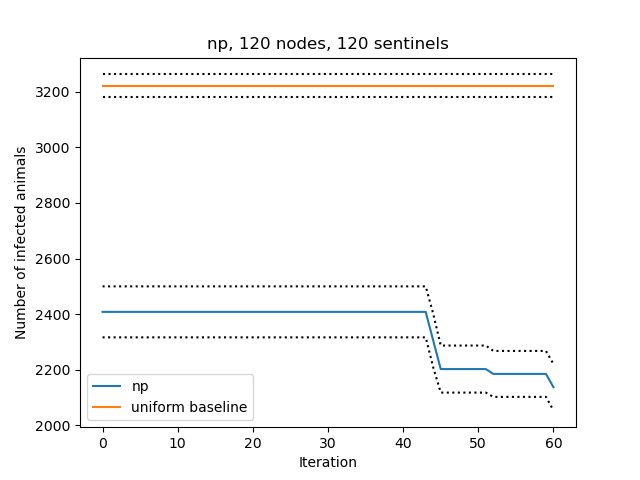 np, 120 nodes, 120 sentinels
3200
3000
2800
2600
2400
2200
2000
Number of infected animals
np
uniform baseline
0 10 20 30 40 50 60
Iteration